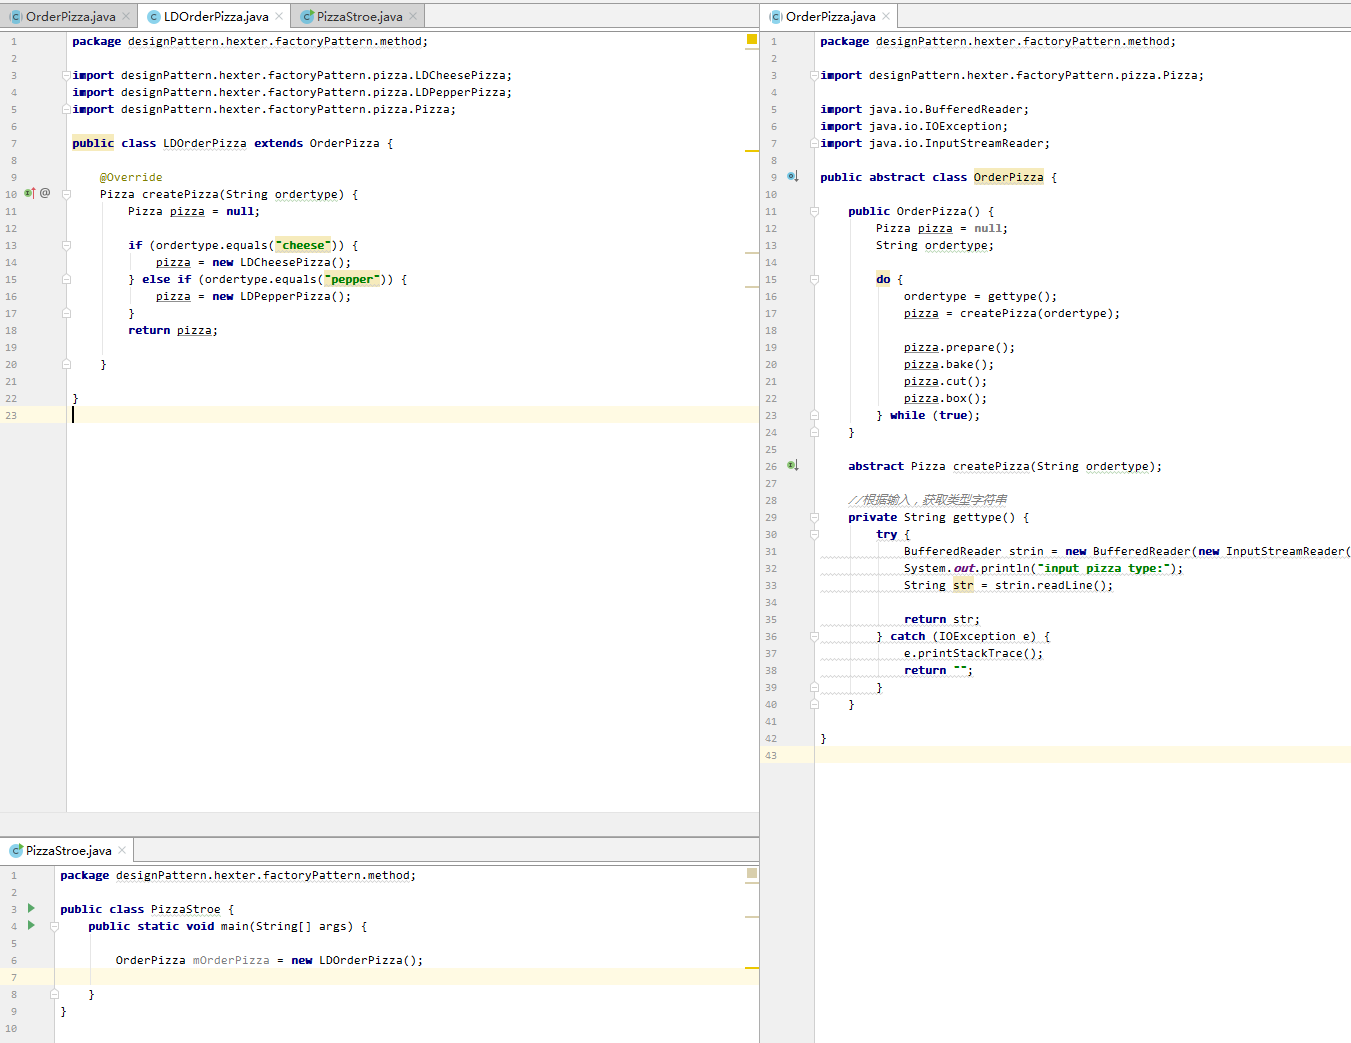 OrderPizza.java
LDOrderPizza.java
PizzaStroe.java
1 package designPattern.hexter.factoryPattern.method;
2
3 import designPattern.hexter.factoryPattern.pizza.LDCheesePizza;
4 import designPattern.hexter.factoryPattern.pizza.LDPepperPizza;
5 import designPattern.hexter.factoryPattern.pizza.Pizza;
6
7 public class LDOrderPizza extends OrderPizza {
8
9 @Override
10 @ Pizza createPizza(String ordertype) {
11 Pizza pizza = null;
12
13 if (ordertype.equals("cheese")) {
14 pizza = new LDCheesePizza();
15 } else if (ordertype.equals("pepper")) {
16 pizza = new LDPepperPizza();
17 }
18 return pizza;
19
20 }
21
22 }
23
PizzaStroe.java
1 package designPattern.hexter.factoryPattern.method;
2
3 public class PizzaStroe {
4 public static void main(String[] args) {
5
6 OrderPizza mOrderPizza = new LDOrderPizza();
7
8 }
9 }
10
OrderPizza.java
1 package designPattern.hexter.factoryPattern.method;
2
3 import designPattern.hexter.factoryPattern.pizza.Pizza;
4
5 import java.io.BufferedReader;
6 import java.io.IOException;
7 import java.io.InputStreamReader;
8
9 public abstract class OrderPizza {
10
11 public OrderPizza() {
12 Pizza pizza = null;
13 String ordertype;
14
15 do {
16 ordertype = gettype();
17 pizza = createPizza(ordertype);
18
19 pizza.prepare();
20 pizza.bake();
21 pizza.cut();
22 pizza.box();
23 } while (true);
24 }
25
26 abstract Pizza createPizza(String ordertype);
27
28 //根据输入，获取类型字符串
29 private String gettype() {
30 try {
31 BufferedReader strin = new BufferedReader(new InputStreamReader(
32 System.out.println("input pizza type:");
33 String str = strin.readLine();
34
35 return str;
36 } catch (IOException e) {
37 e.printStackTrace();
38 return "";
39 }
40 }
41
42 }
43